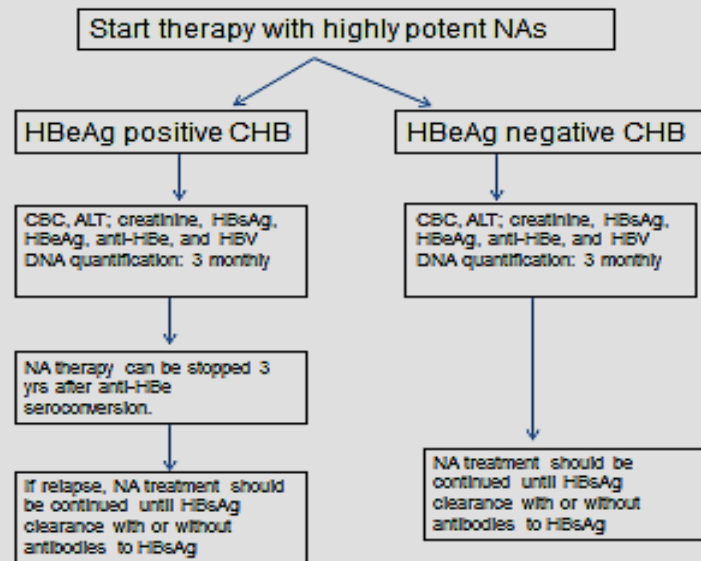 Start therapy with highly potent NAs
HBeAg positive CHB
HBeAg negative CHB
CBC, ALT; creatinine, HBsAg,
HBeAg, anti-HBe, and HBV
DNA quantification: 3 monthly
CBC, ALT; creatinine, HBsAg,
HBeAg, anti-HBe, and HBV
DNA quantification: 3 monthly
NA therapy can be stopped 3
yrs after anti-HBe
seroconversion.
If relapse, NA treatment should
be continued until HBsAg
clearance with or without
antibodies to HBsAg
NA treatment should be
continued until HBsAg
clearance with or without
antibodies to HBsAg